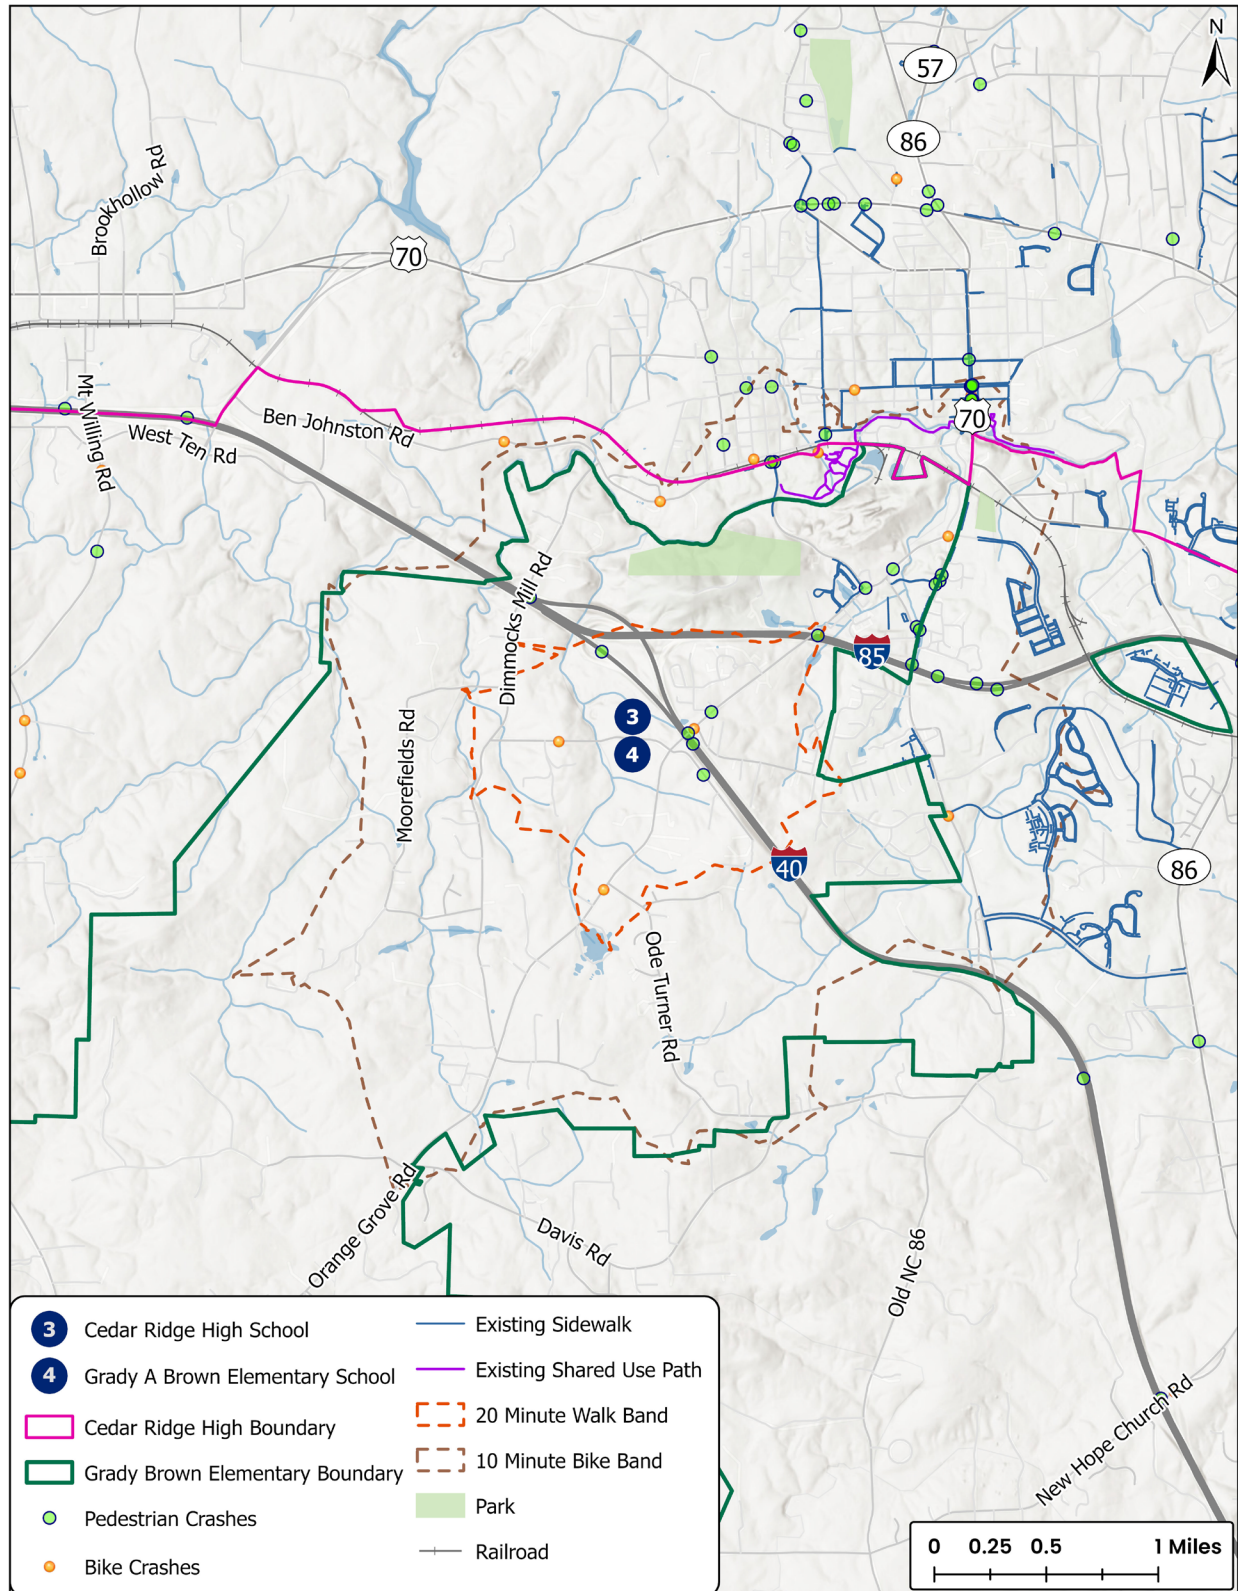 N
57
86
Brookhollow Rd
70
Mt Willing Rd
West Ten Rd
Ben Johnston Rd
70
Dimmocks Mill Rd
85
3
4
Moorefields Rd
40
86
Ode Turner Rd
Orange Grove Rd
Davis Rd
Old NC 86
New Hope Church Rd
3 Cedar Ridge High School
4 Grady A Brown Elementary School
Cedar Ridge High Boundary
Grady Brown Elementary Boundary
Pedestrian Crashes
Bike Crashes
Existing Sidewalk
Existing Shared Use Path
20 Minute Walk Band
10 Minute Bike Band
Park
Railroad
0 0.25 0.5 1 Miles